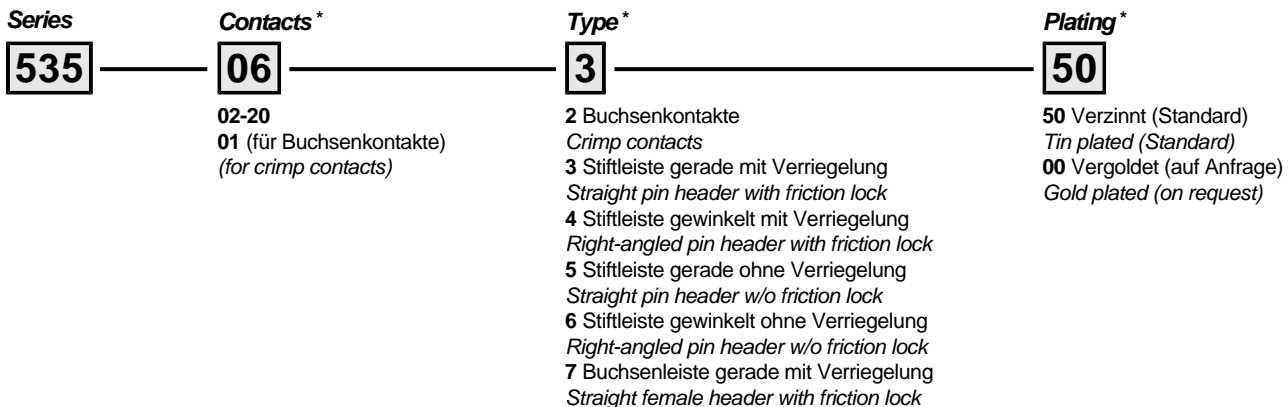 Series
535
Contacts *
06
02-20
01 (für Buchsenkontakte)
(for crimp contacts)
Type *
3
2 Buchsenkontakte
Crimp contacts
3 Stiftleiste gerade mit Verriegelung
Straight pin header with friction lock
4 Stiftleiste gewinkelt mit Verriegelung
Right-angled pin header with friction lock
5 Stiftleiste gerade ohne Verriegelung
Straight pin header w/o friction lock
6 Stiftleiste gewinkelt ohne Verriegelung
Right-angled pin header w/o friction lock
7 Buchsenleiste gerade mit Verriegelung
Straight female header with friction lock
Plating *
50
50 Verzinnt (Standard)
Tin plated (Standard)
00 Vergoldet (auf Anfrage)
Gold plated (on request)